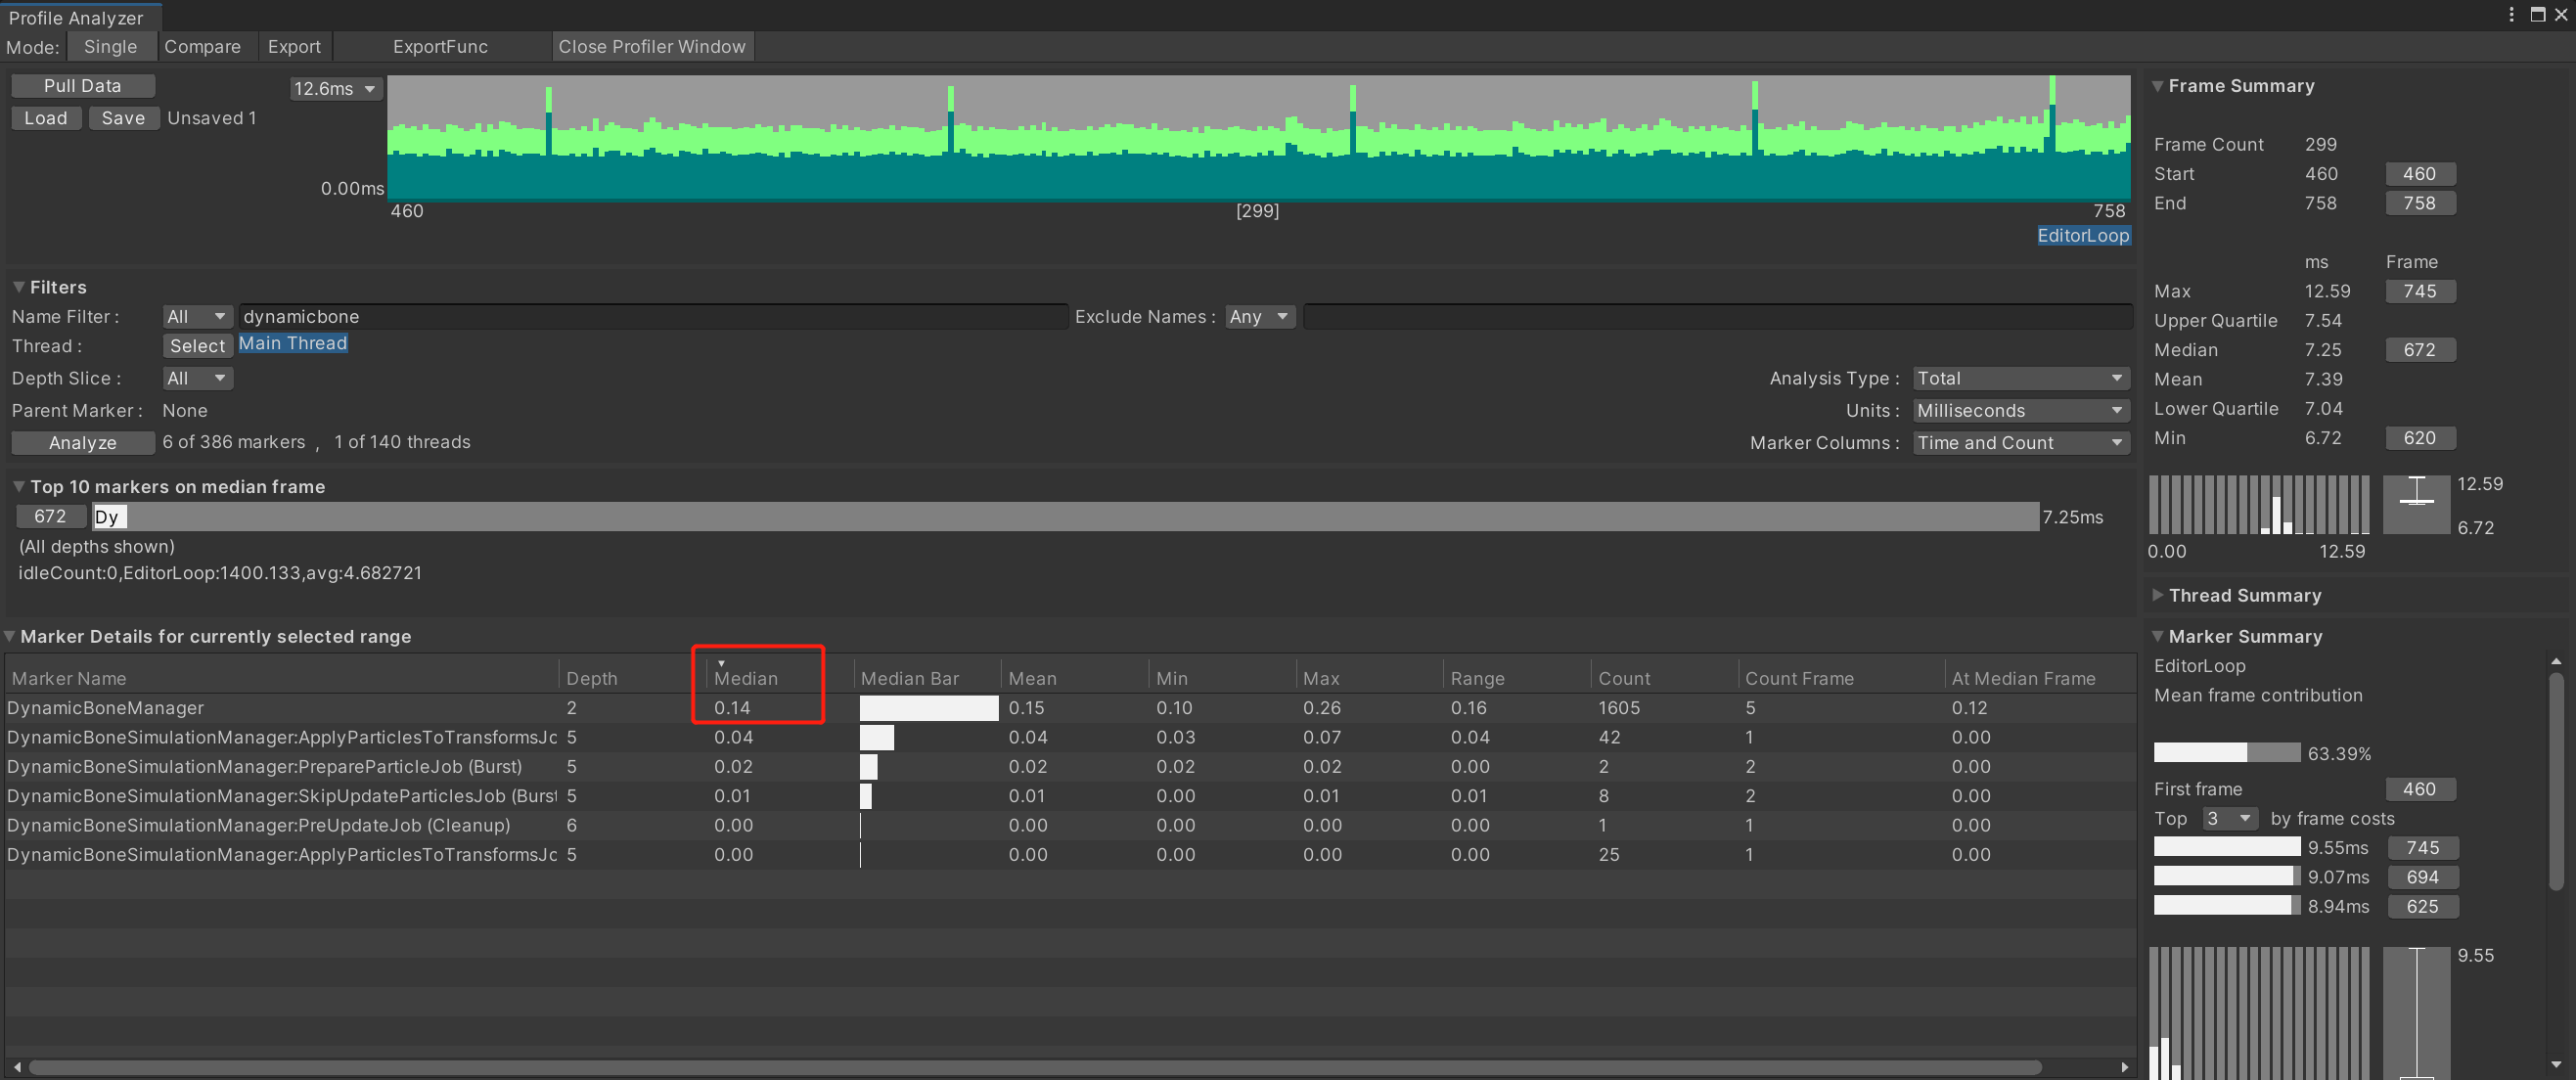 Profile Analyzer
Mode: Single Compare Export ExportFunc Close Profiler Window
Pull Data
Load Save Unsaved 1
12.6ms
0.00ms
460 [299] 758
EditorLoop
Filters
Name Filter : All dynamicbone Exclude Names : Any
Thread : Select Main Thread
Depth Slice : All Analysis Type : Total
Parent Marker : None Units : Milliseconds
Analyze 6 of 386 markers , 1 of 140 threads Marker Columns : Time and Count
Top 10 markers on median frame
672 Dy 7.25ms
(All depths shown)
idleCount:0,EditorLoop:1400.133,avg:4.682721
Marker Details for currently selected range
Marker Name Depth Median Median Bar Mean Min Max Range Count Count Frame At Median Frame
DynamicBoneManager 2 0.14 0.15 0.10 0.26 0.16 1605 5 0.12
DynamicBoneSimulationManager:ApplyParticlesToTransformsJc 5 0.04 0.04 0.03 0.07 0.04 42 1 0.00
DynamicBoneSimulationManager:PrepareParticleJob (Burst) 5 0.02 0.02 0.02 0.02 0.00 2 2 0.00
DynamicBoneSimulationManager:SkipUpdateParticlesJob (Burst 5 0.01 0.01 0.00 0.01 0.01 8 2 0.00
DynamicBoneSimulationManager:PreUpdateJob (Cleanup) 6 0.00 0.00 0.00 0.00 0.00 1 1 0.00
DynamicBoneSimulationManager:ApplyParticlesToTransformsJc 5 0.00 0.00 0.00 0.00 0.00 25 1 0.00
Frame Summary
Frame Count 299
Start 460 460
End 758 758
ms Frame
Max 12.59 745
Upper Quartile 7.54
Median 7.25 672
Mean 7.39
Lower Quartile 7.04
Min 6.72 620
12.59
6.72
0.00 12.59
Thread Summary
Marker Summary
EditorLoop
Mean frame contribution
63.39%
First frame 460
Top 3 by frame costs
9.55ms 745
9.07ms 694
8.94ms 625
9.55